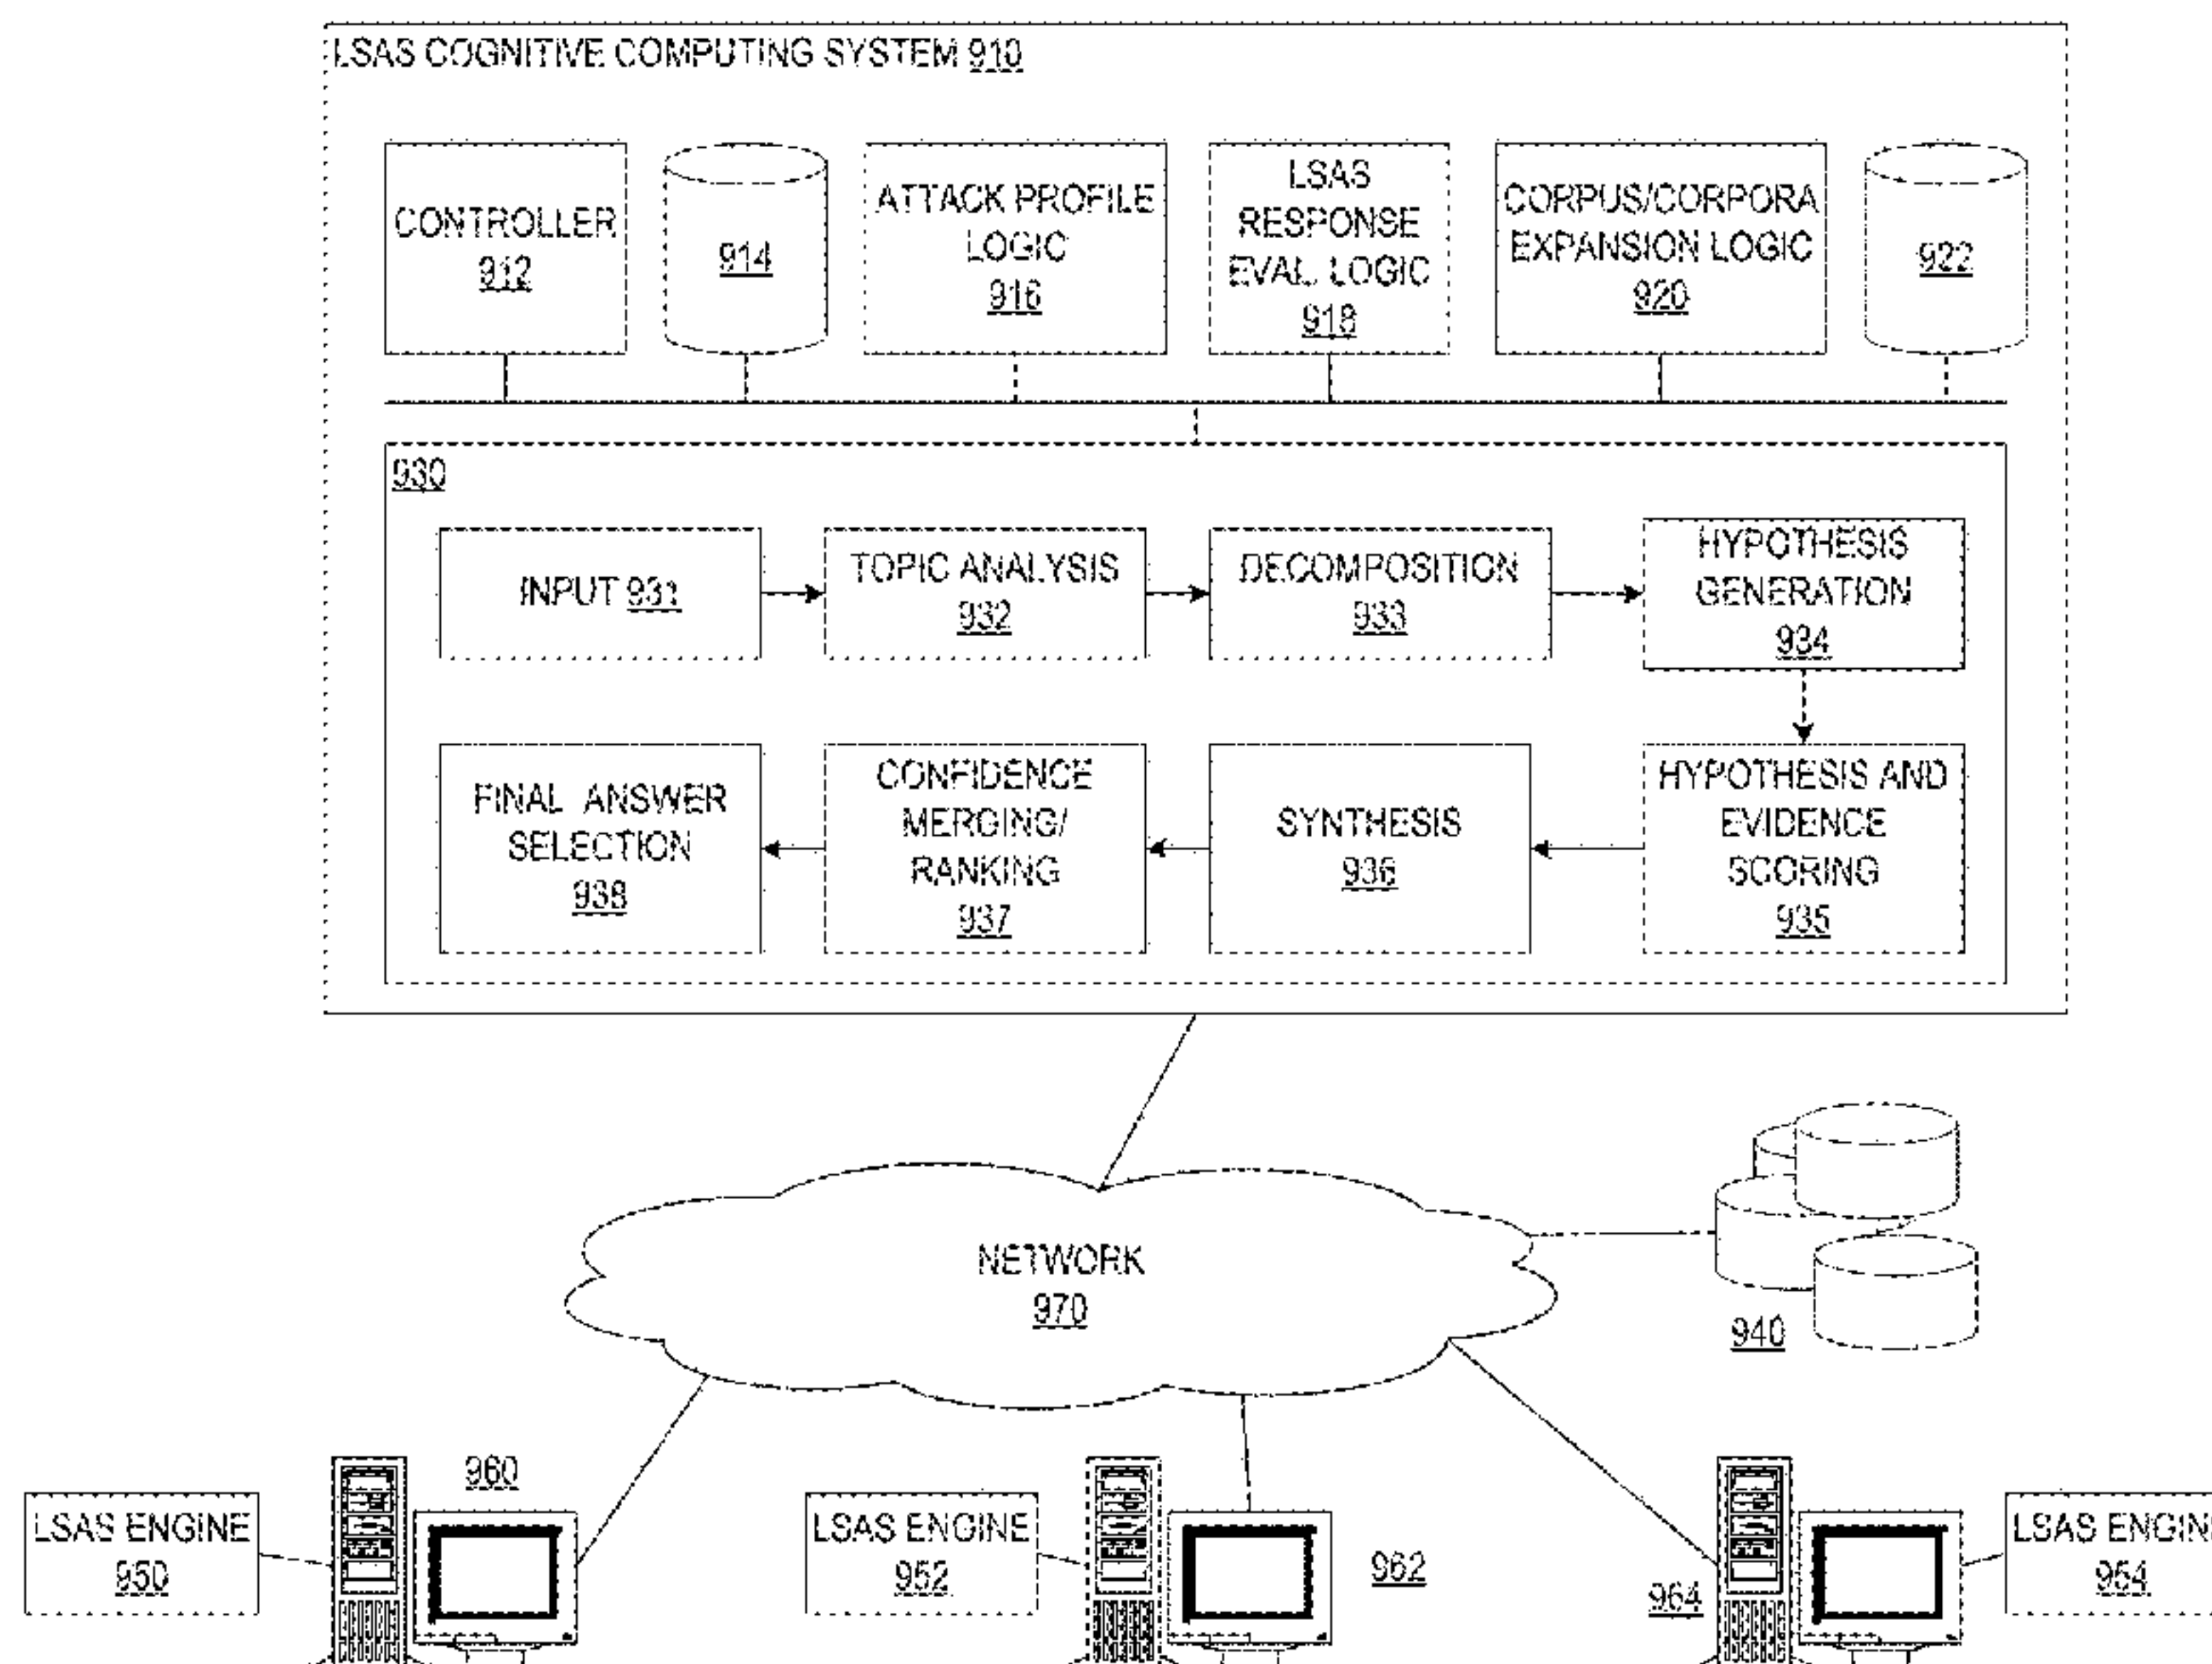 LSAS COGNITIVE COMPUTING SYSTEM 910
CONTROLLER
912
914
ATTACK PROFILE
LOGIC
916
LSAS
RESPONSE
EVAL. LOGIC
918
CORPUS/CORPORA
EXPANSION LOGIC
920
922
930
INPUT 931
TOPIC ANALYSIS
932
DECOMPOSITION
933
HYPOTHESIS
GENERATION
934
FINAL ANSWER
SELECTION
938
CONFIDENCE
MERGING/
RANKING
937
SYNTHESIS
936
HYPOTHESIS AND
EVIDENCE
SCORING
935
NETWORK
970
940
LSAS ENGINE
950
960
LSAS ENGINE
952
962
964
LSAS ENGIN
954